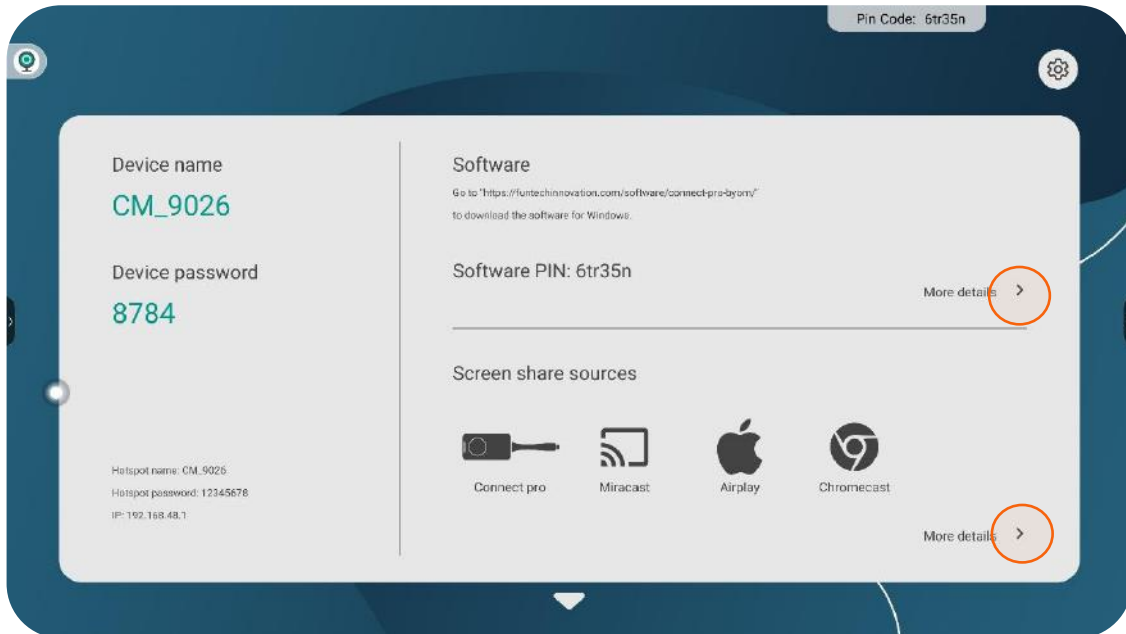 Pin Code: 6tr35n
Device name
CM_9026
Device password
8784
Hotspot name: CM_9026
Hotspot password: 12345678
IP: 192.168.48.1
Software
Go to "https://funtechinnovation.com/software/connect-pro-byom/"
to download the software for Windows.
Software PIN: 6tr35n
More details
Screen share sources
Connect pro
Miracast
Airplay
Chromecast
More details